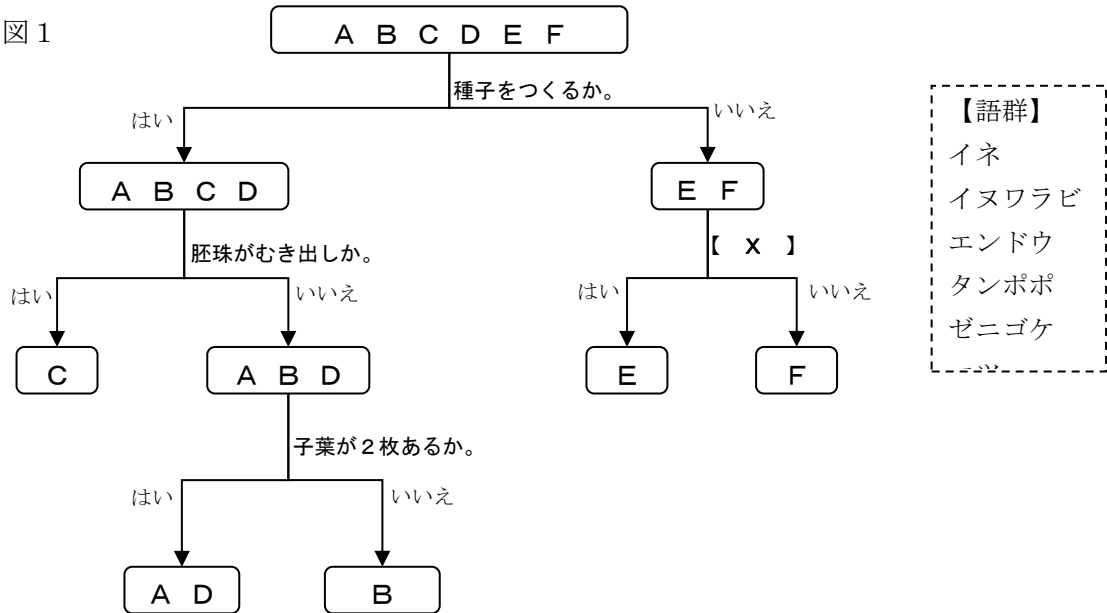 図１
A B C D E F
種子をつくるか。
はい
いいえ
A B C D
E F
胚珠がむき出しか。
【 X 】
はい
いいえ
はい
いいえ
C
A B D
E
F
子葉が２枚あるか。
はい
いいえ
A D
B
【語群】
イネ
イヌワラビ
エンドウ
タンポポ
ゼニゴケ